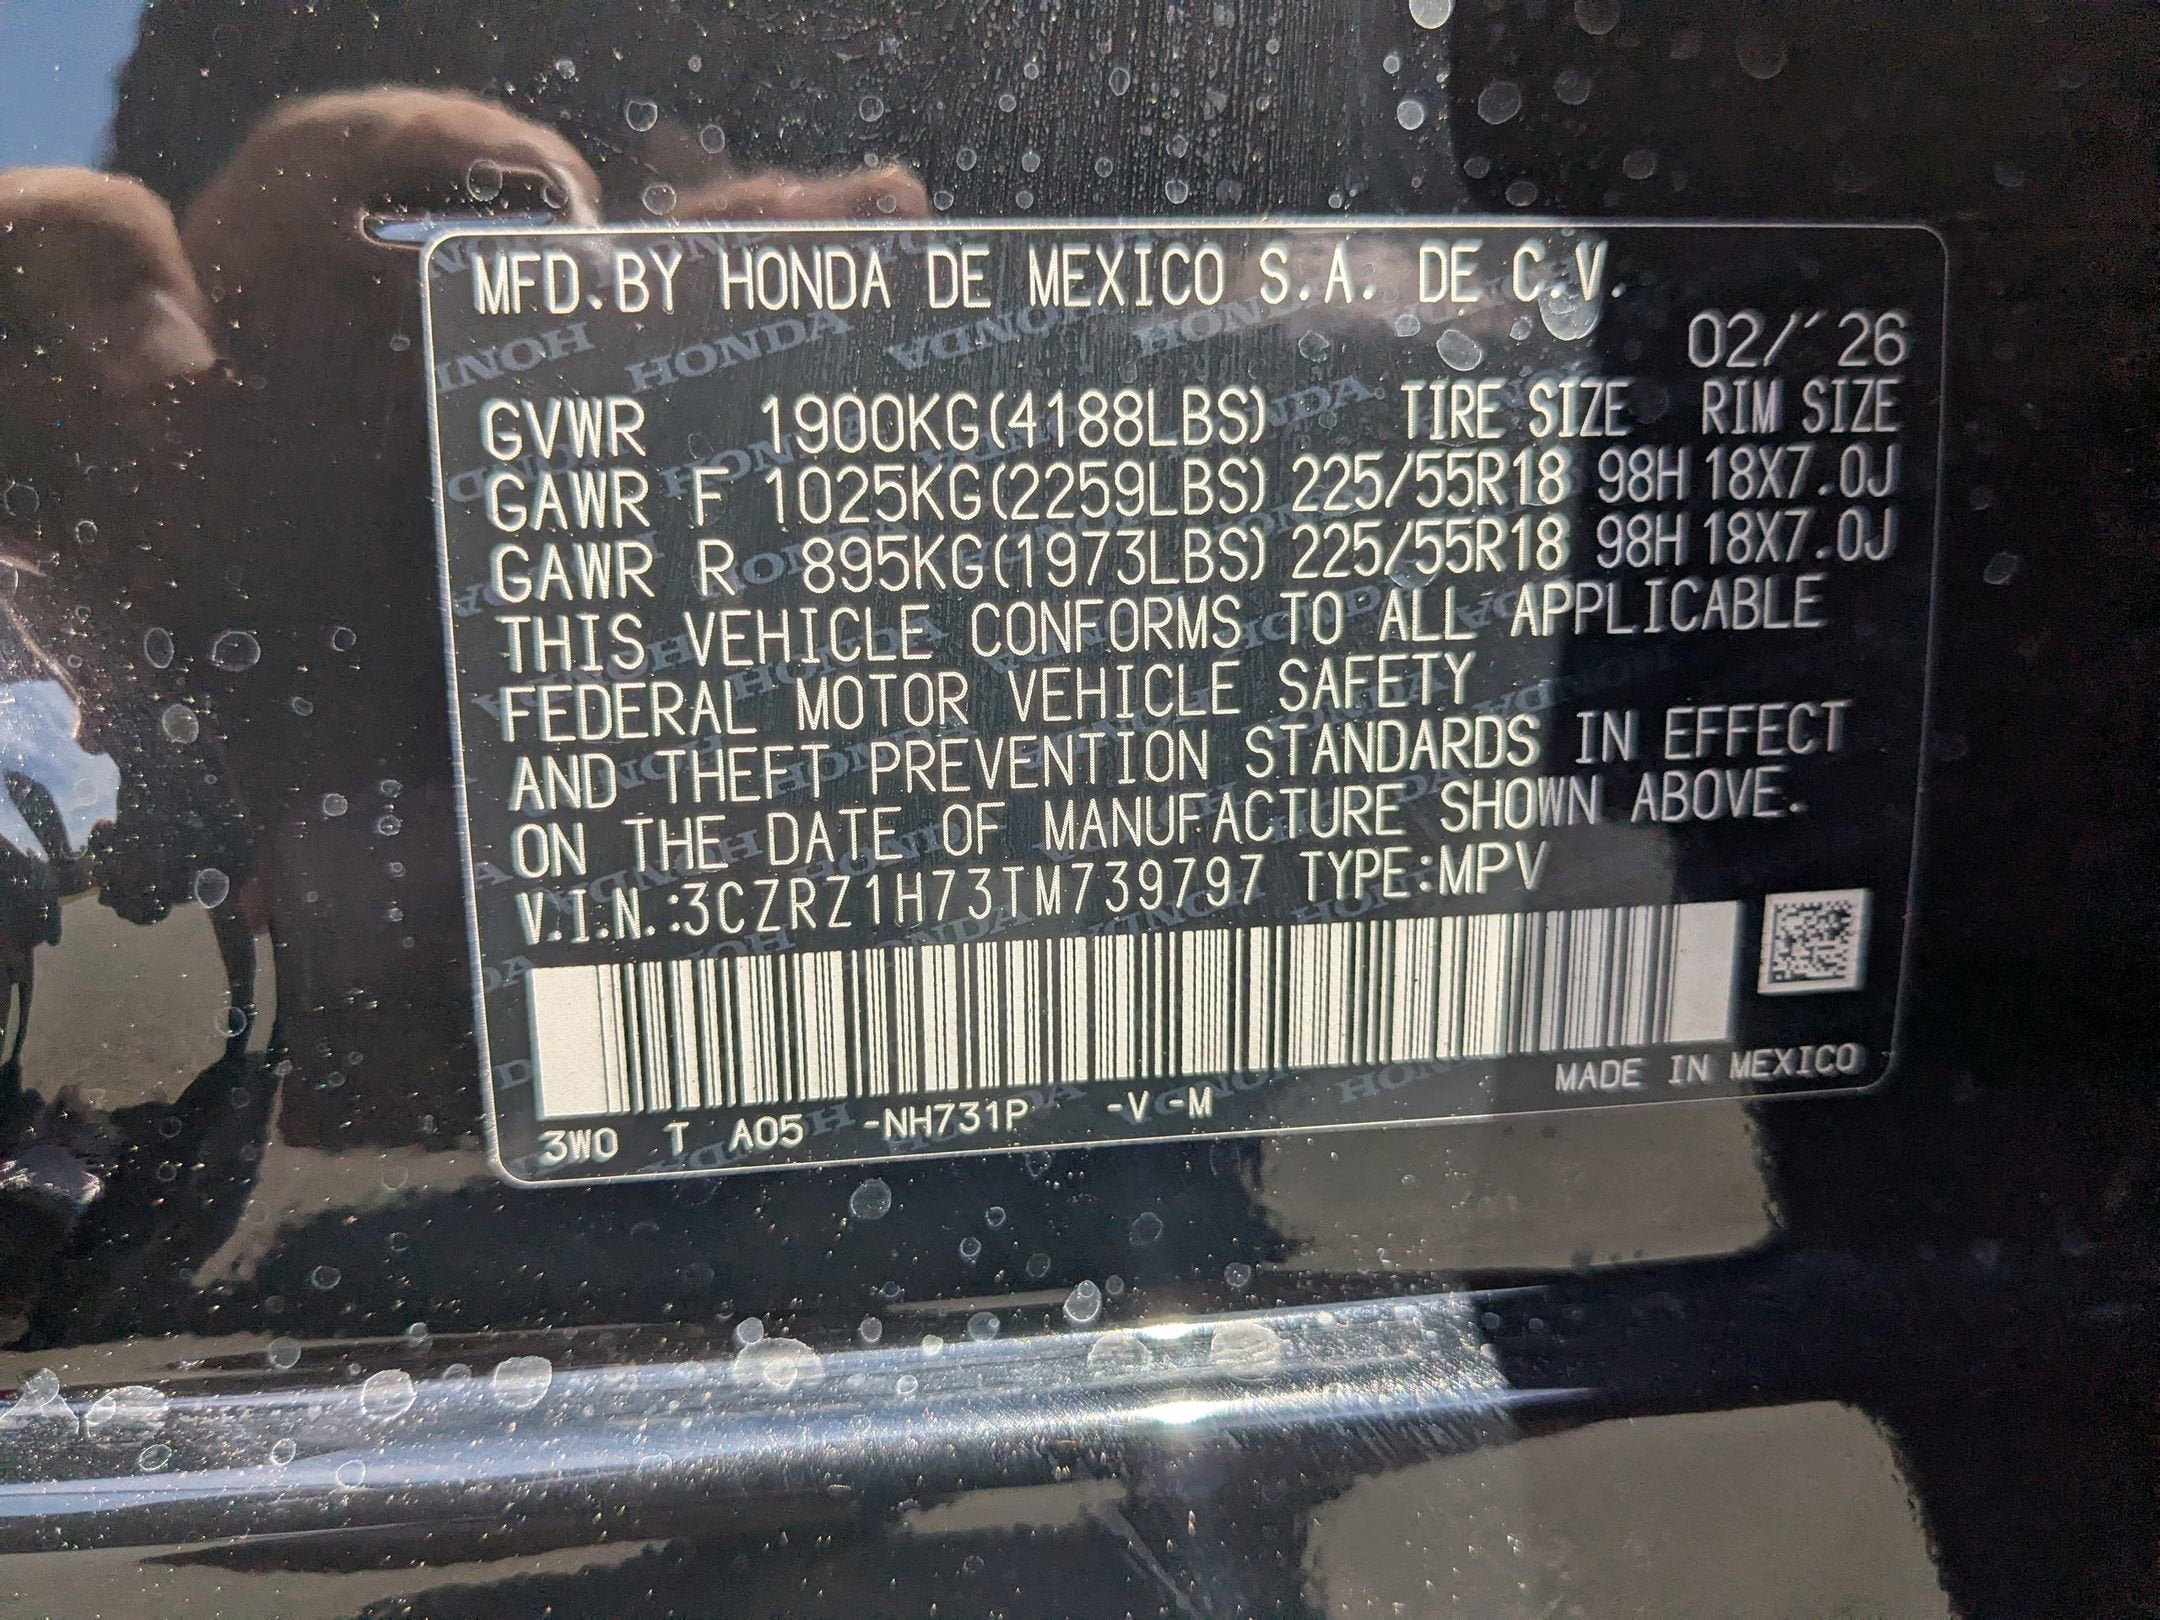 MFD.BY HONDA DE MEXICO S.A. DE C.V.
02/'26
GVWR 1900KG(4188LBS) TIRE SIZE RIM SIZE
GAWR F 1025KG(2259LBS) 225/55R18 98H 18X7.0J
GAWR R 895KG(1973LBS) 225/55R18 98H 18X7.0J
THIS VEHICLE CONFORMS TO ALL APPLICABLE
FEDERAL MOTOR VEHICLE SAFETY
AND THEFT PREVENTION STANDARDS IN EFFECT
ON THE DATE OF MANUFACTURE SHOWN ABOVE.
V.I.N.:3CZRZ1H73TM739797 TYPE:MPV
MADE IN MEXICO
3W0 T A05 -NH731P -V -M